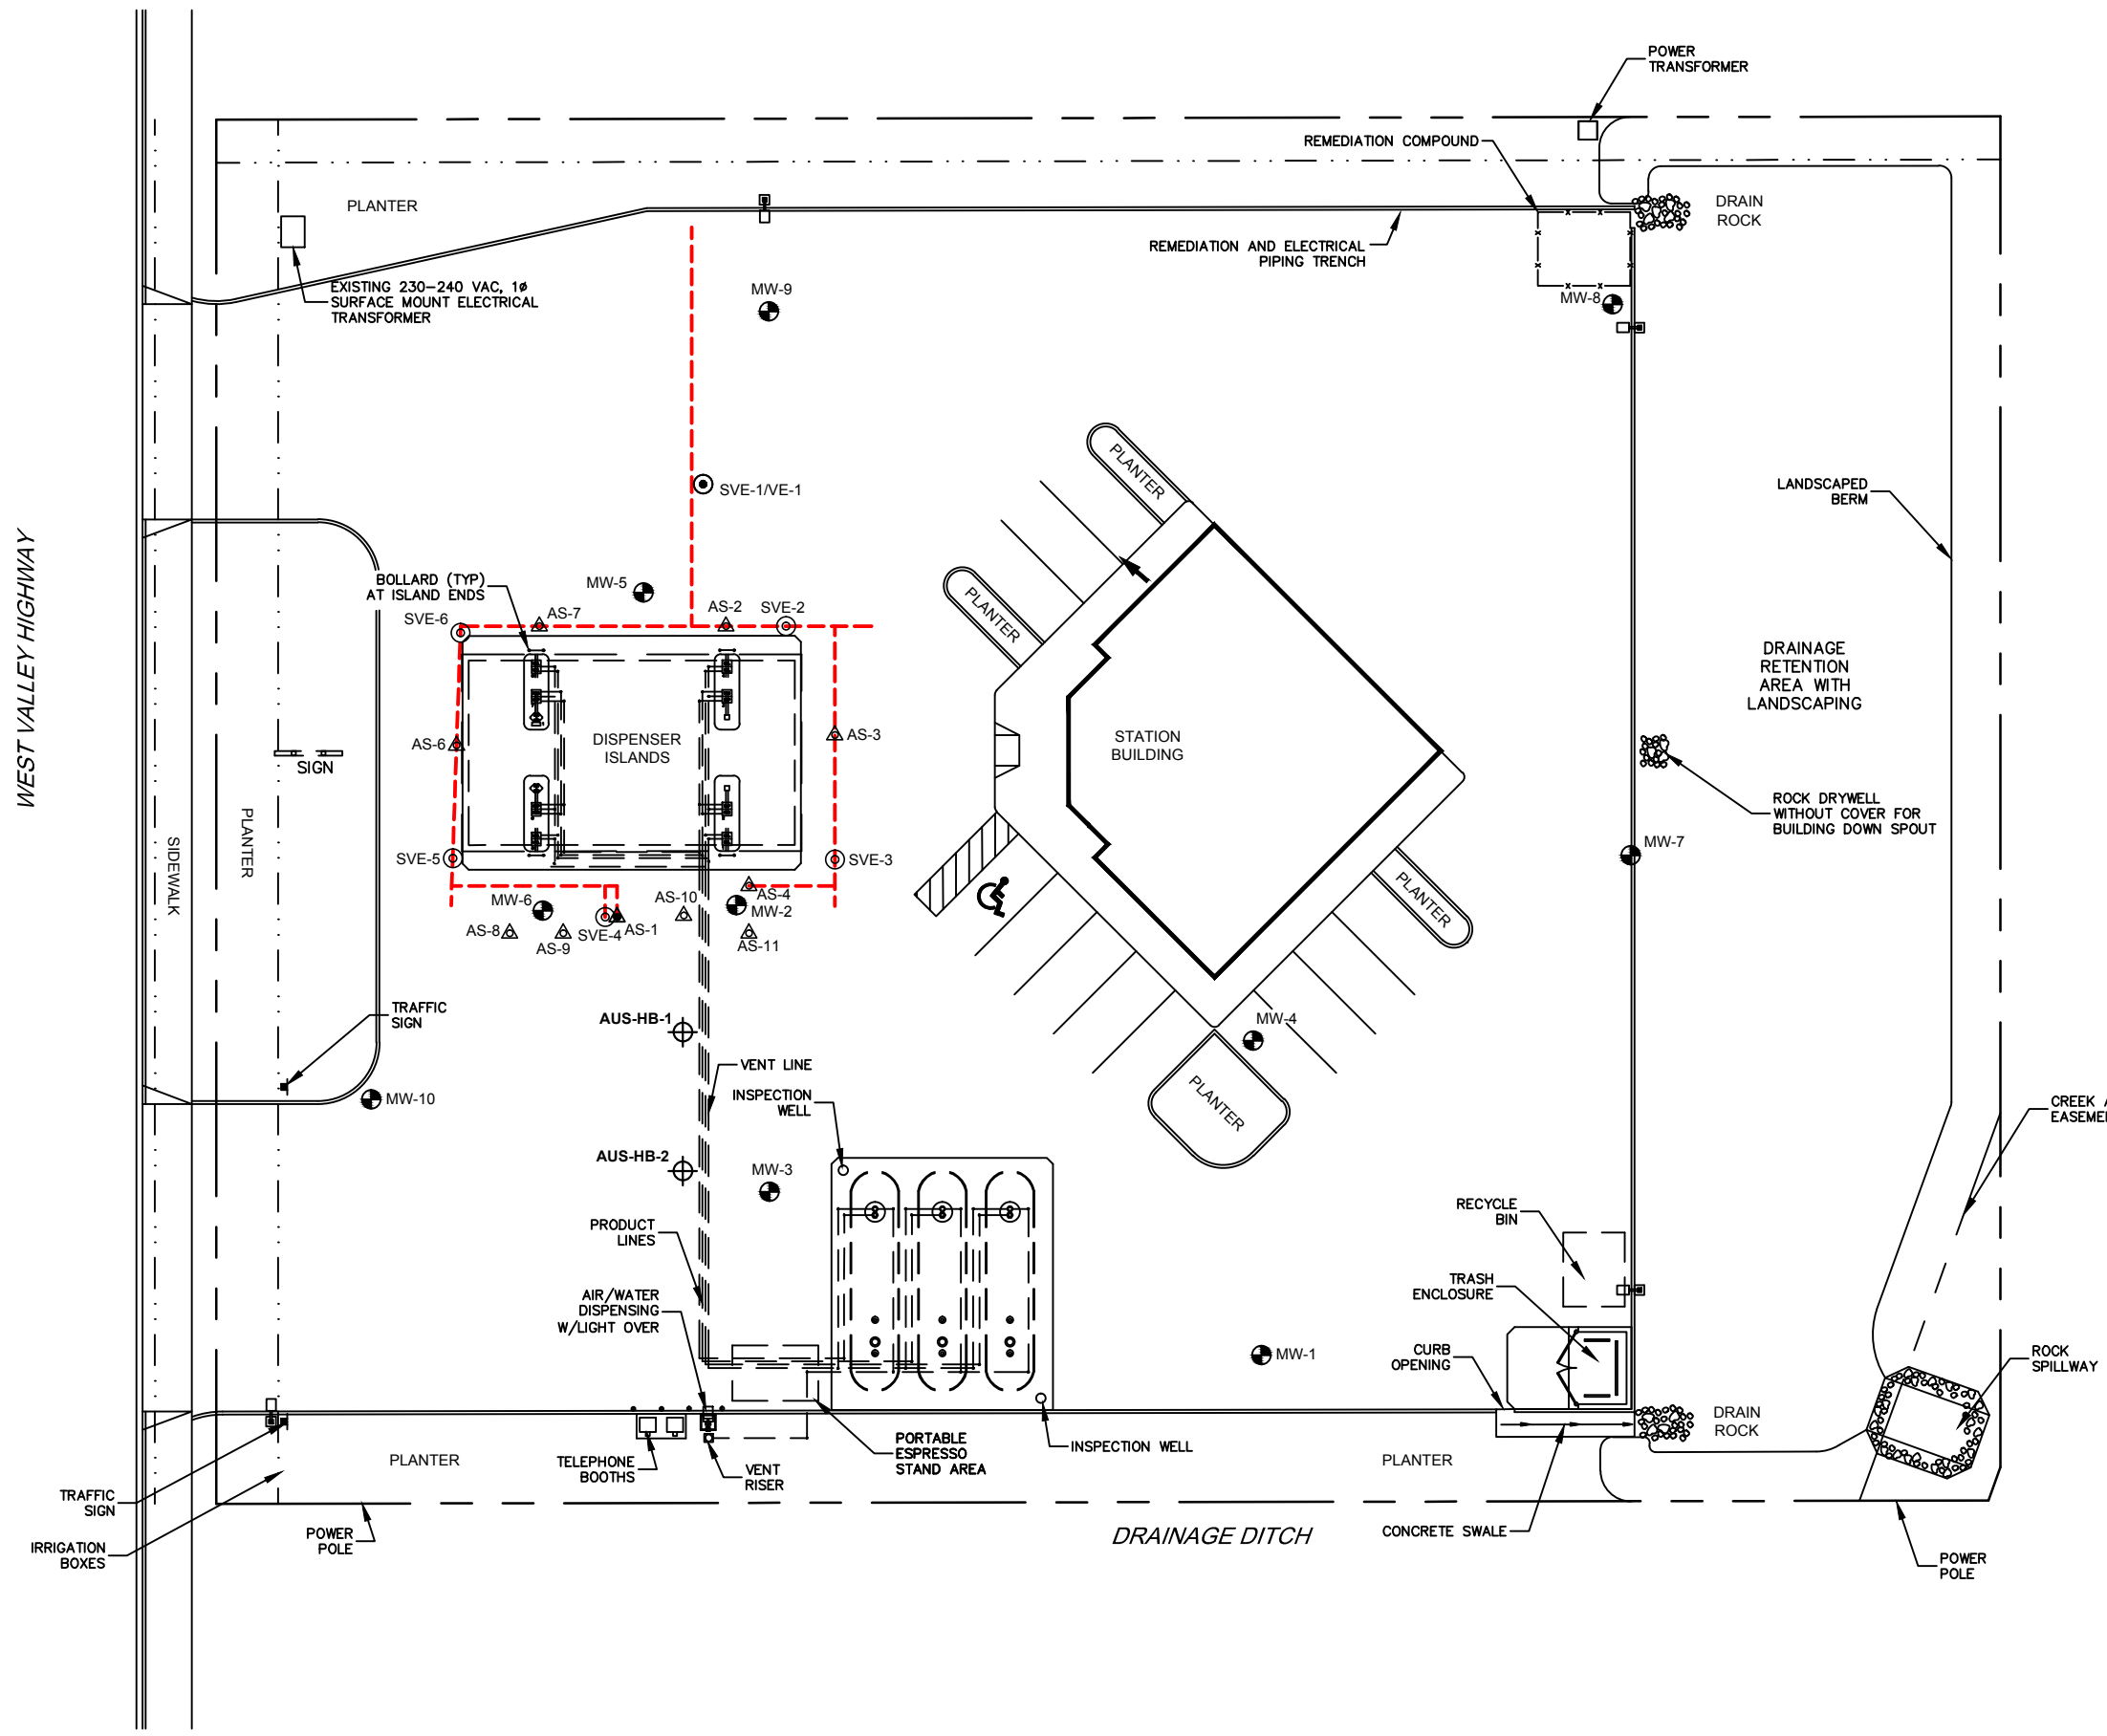 POWER
TRANSFORMER
REMEDIATION COMPOUND
PLANTER
DRAIN
ROCK
REMEDIATION AND ELECTRICAL
PIPING TRENCH
EXISTING 230-240 VAC, 1Ø
SURFACE MOUNT ELECTRICAL
TRANSFORMER
MW-9
MW-8
PLANTER
SVE-1/VE-1
LANDSCAPED
BERM
WEST VALLEY HIGHWAY
BOLLARD (TYP)
AT ISLAND ENDS
MW-5
SVE-6
AS-7
AS-2
SVE-2
PLANTER
DRAINAGE
RETENTION
AREA WITH
LANDSCAPING
AS-6
DISPENSER
ISLANDS
AS-3
STATION
BUILDING
SIGN
ROCK DRYWELL
WITHOUT COVER FOR
BUILDING DOWN SPOUT
SIDEWALK
PLANTER
SVE-5
SVE-3
MW-7
MW-6
AS-10
AS-4
MW-2
PLANTER
AS-8
AS-9
SVE-4
AS-1
AS-11
TRAFFIC
SIGN
AUS-HB-1
MW-4
VENT LINE
MW-10
INSPECTION
WELL
PLANTER
CREEK
AUS-HB-2
MW-3
RECYCLE
BIN
PRODUCT
LINES
TRASH
ENCLOSURE
AIR/WATER
DISPENSING
W/LIGHT OVER
CURB
OPENING
MW-1
ROCK
SPILLWAY
DRAIN
ROCK
PLANTER
TELEPHONE
BOOTHS
VENT
RISER
PORTABLE
ESPRESSO
STAND AREA
INSPECTION WELL
PLANTER
TRAFFIC
SIGN
POWER
POLE
IRRIGATION
BOXES
DRAINAGE DITCH
CONCRETE SWALE
POWER
POLE